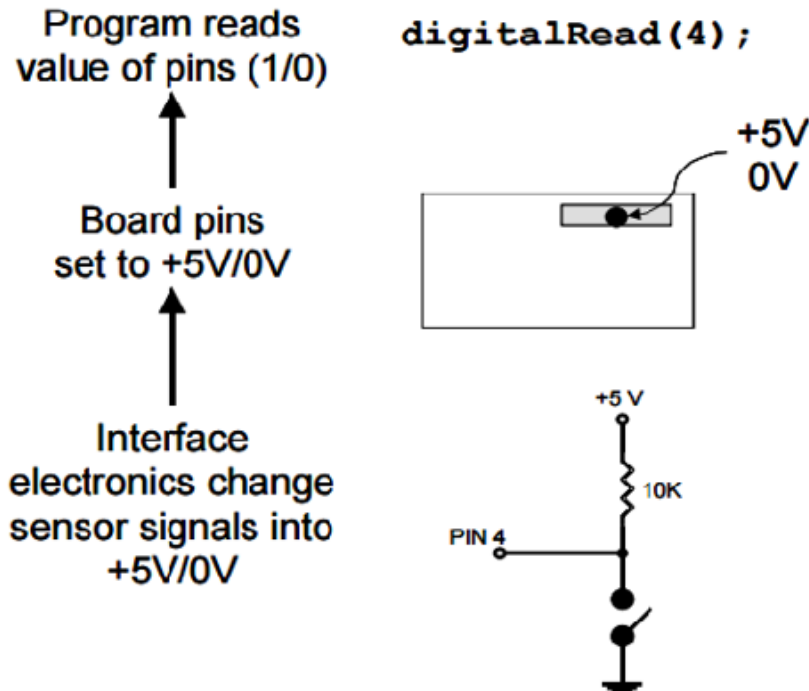 Program reads
value of pins (1/0)
digitalRead(4);
+5V
0V
Board pins
set to +5V/0V
+5 V
10K
PIN 4
Interface
electronics change
sensor signals into
+5V/0V